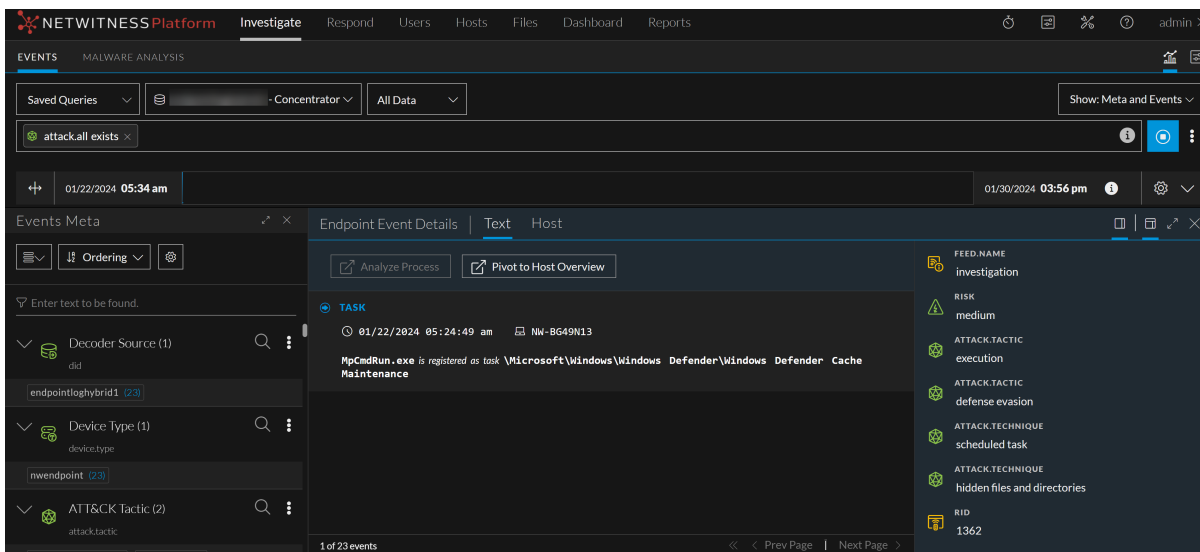 NETWITNESS Platform Investigate Respond Users Hosts Files Dashboard Reports admin
EVENTS MALWARE ANALYSIS
Saved Queries - Concentrator All Data Show: Meta and Events
attack.all exists ×
01/22/2024 05:34 am 01/30/2024 03:56 pm
Events Meta
Ordering
Enter text to be found.
Decoder Source (1)
did
endpointloghybrid1 (23)
Device Type (1)
device.type
nwendpoint (23)
ATT&CK Tactic (2)
attack.tactic
Endpoint Event Details Text Host
Analyze Process Pivot to Host Overview
TASK
01/22/2024 05:24:49 am NW-BG49N13
MpCmdRun.exe is registered as task \Microsoft\Windows\Windows Defender\Windows Defender Cache
Maintenance
1 of 23 events << < Prev Page | Next Page >
FEED.NAME
investigation
RISK
medium
ATTACK.TACTIC
execution
ATTACK.TACTIC
defense evasion
ATTACK.TECHNIQUE
scheduled task
ATTACK.TECHNIQUE
hidden files and directories
RID
1362